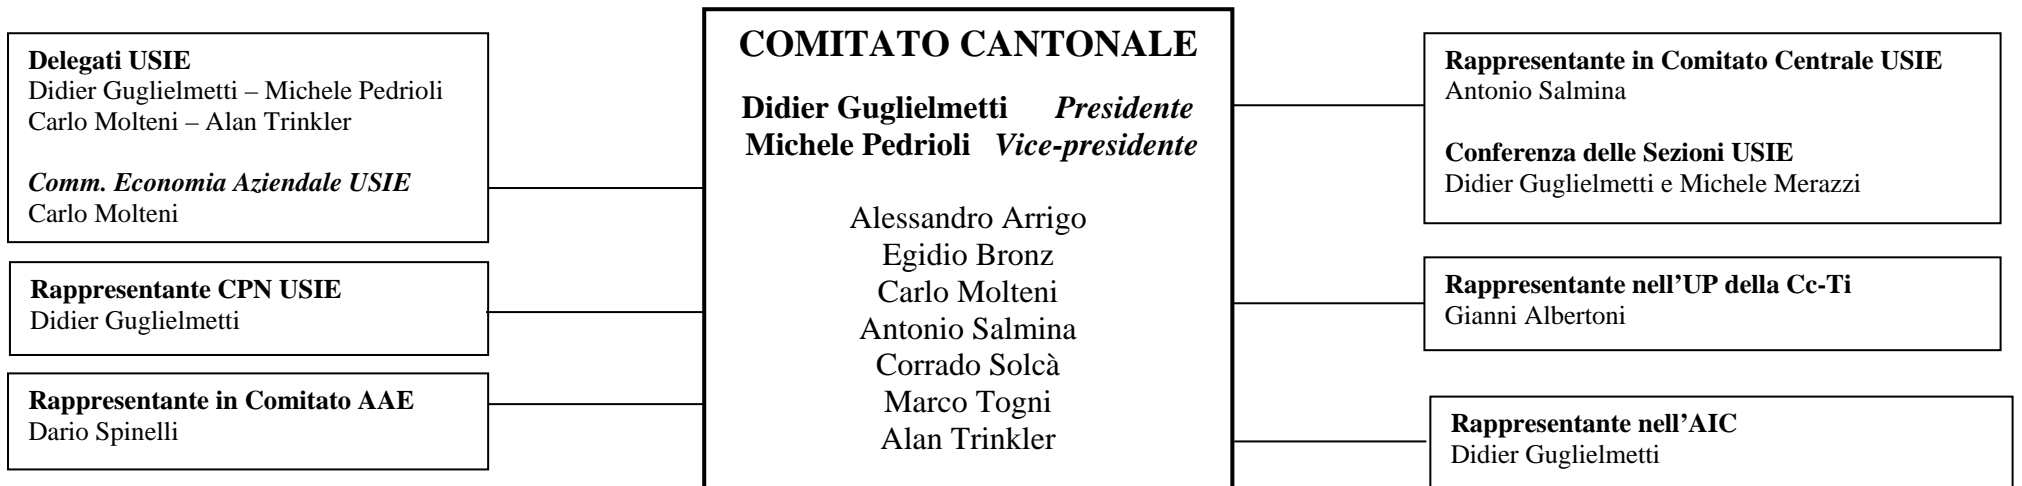 Delegati USIE
Didier Guglielmetti – Michele Pedrioli
Carlo Molteni – Alan Trinkler
Comm. Economia Aziendale USIE
Carlo Molteni
Rappresentante CPN USIE
Didier Guglielmetti
Rappresentante in Comitato AAE
Dario Spinelli
COMITATO CANTONALE
Didier Guglielmetti Presidente
Michele Pedrioli Vice-presidente
Alessandro Arrigo
Egidio Bronz
Carlo Molteni
Antonio Salmina
Corrado Solcà
Marco Togni
Alan Trinkler
Rappresentante in Comitato Centrale USIE
Antonio Salmina
Conferenza delle Sezioni USIE
Didier Guglielmetti e Michele Merazzi
Rappresentante nell’UP della Cc-Ti
Gianni Albertoni
Rappresentante nell’AIC
Didier Guglielmetti